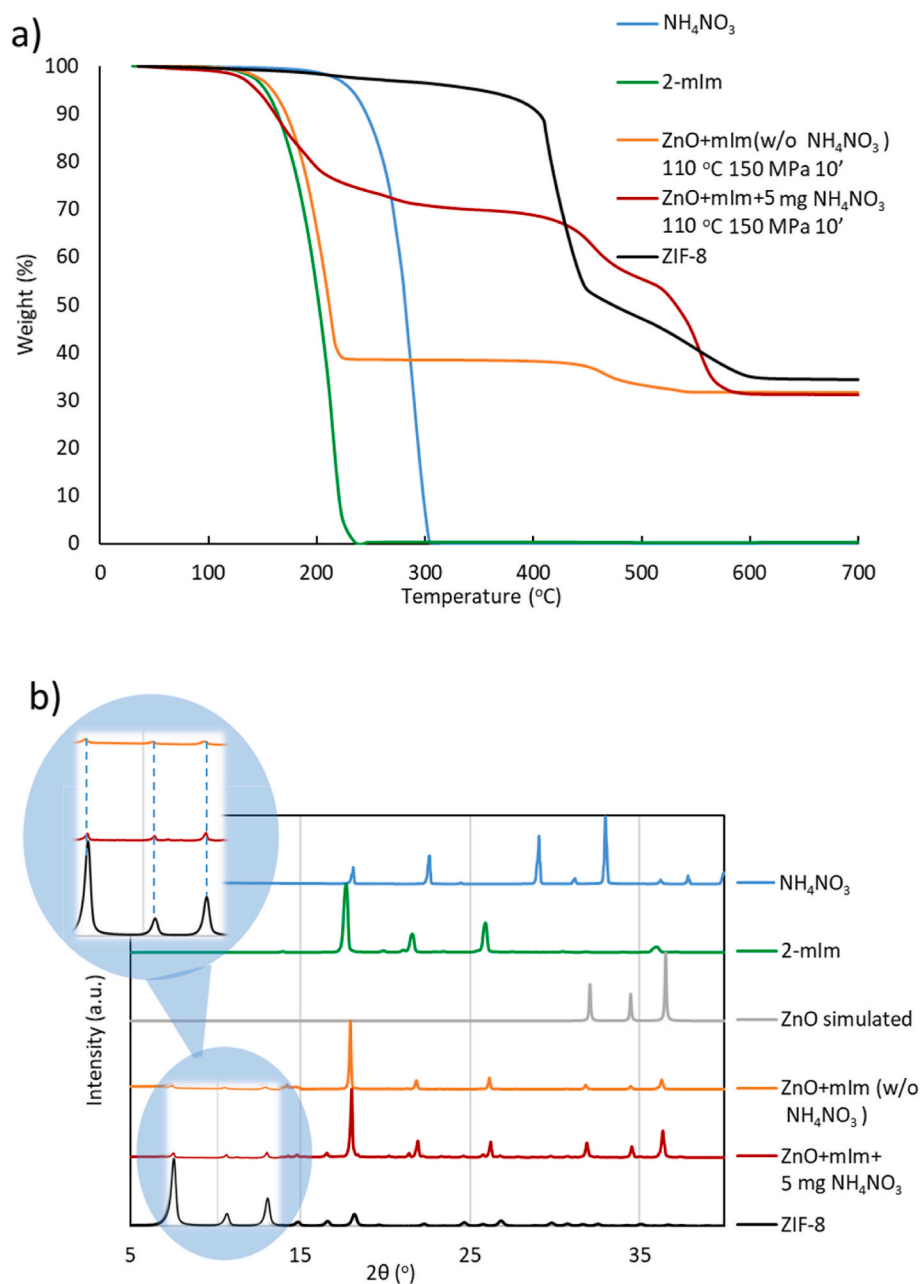 a)
NH₄NO₃
2-mIm
ZnO+mIm(w/o NH₄NO₃)
110 ºC 150 MPa 10’
ZnO+mIm+5 mg NH₄NO₃
110 ºC 150 MPa 10’
ZIF-8
100
90
80
70
60
50
40
30
20
10
0
Weight (%)
0 100 200 300 400 500 600 700
Temperature (ºC)
b)
NH₄NO₃
2-mIm
ZnO simulated
ZnO+mIm (w/o
NH₄NO₃)
ZnO+mIm+
5 mg NH₄NO₃
ZIF-8
Intensity (a.u.)
5 15 25 35
2θ (º)